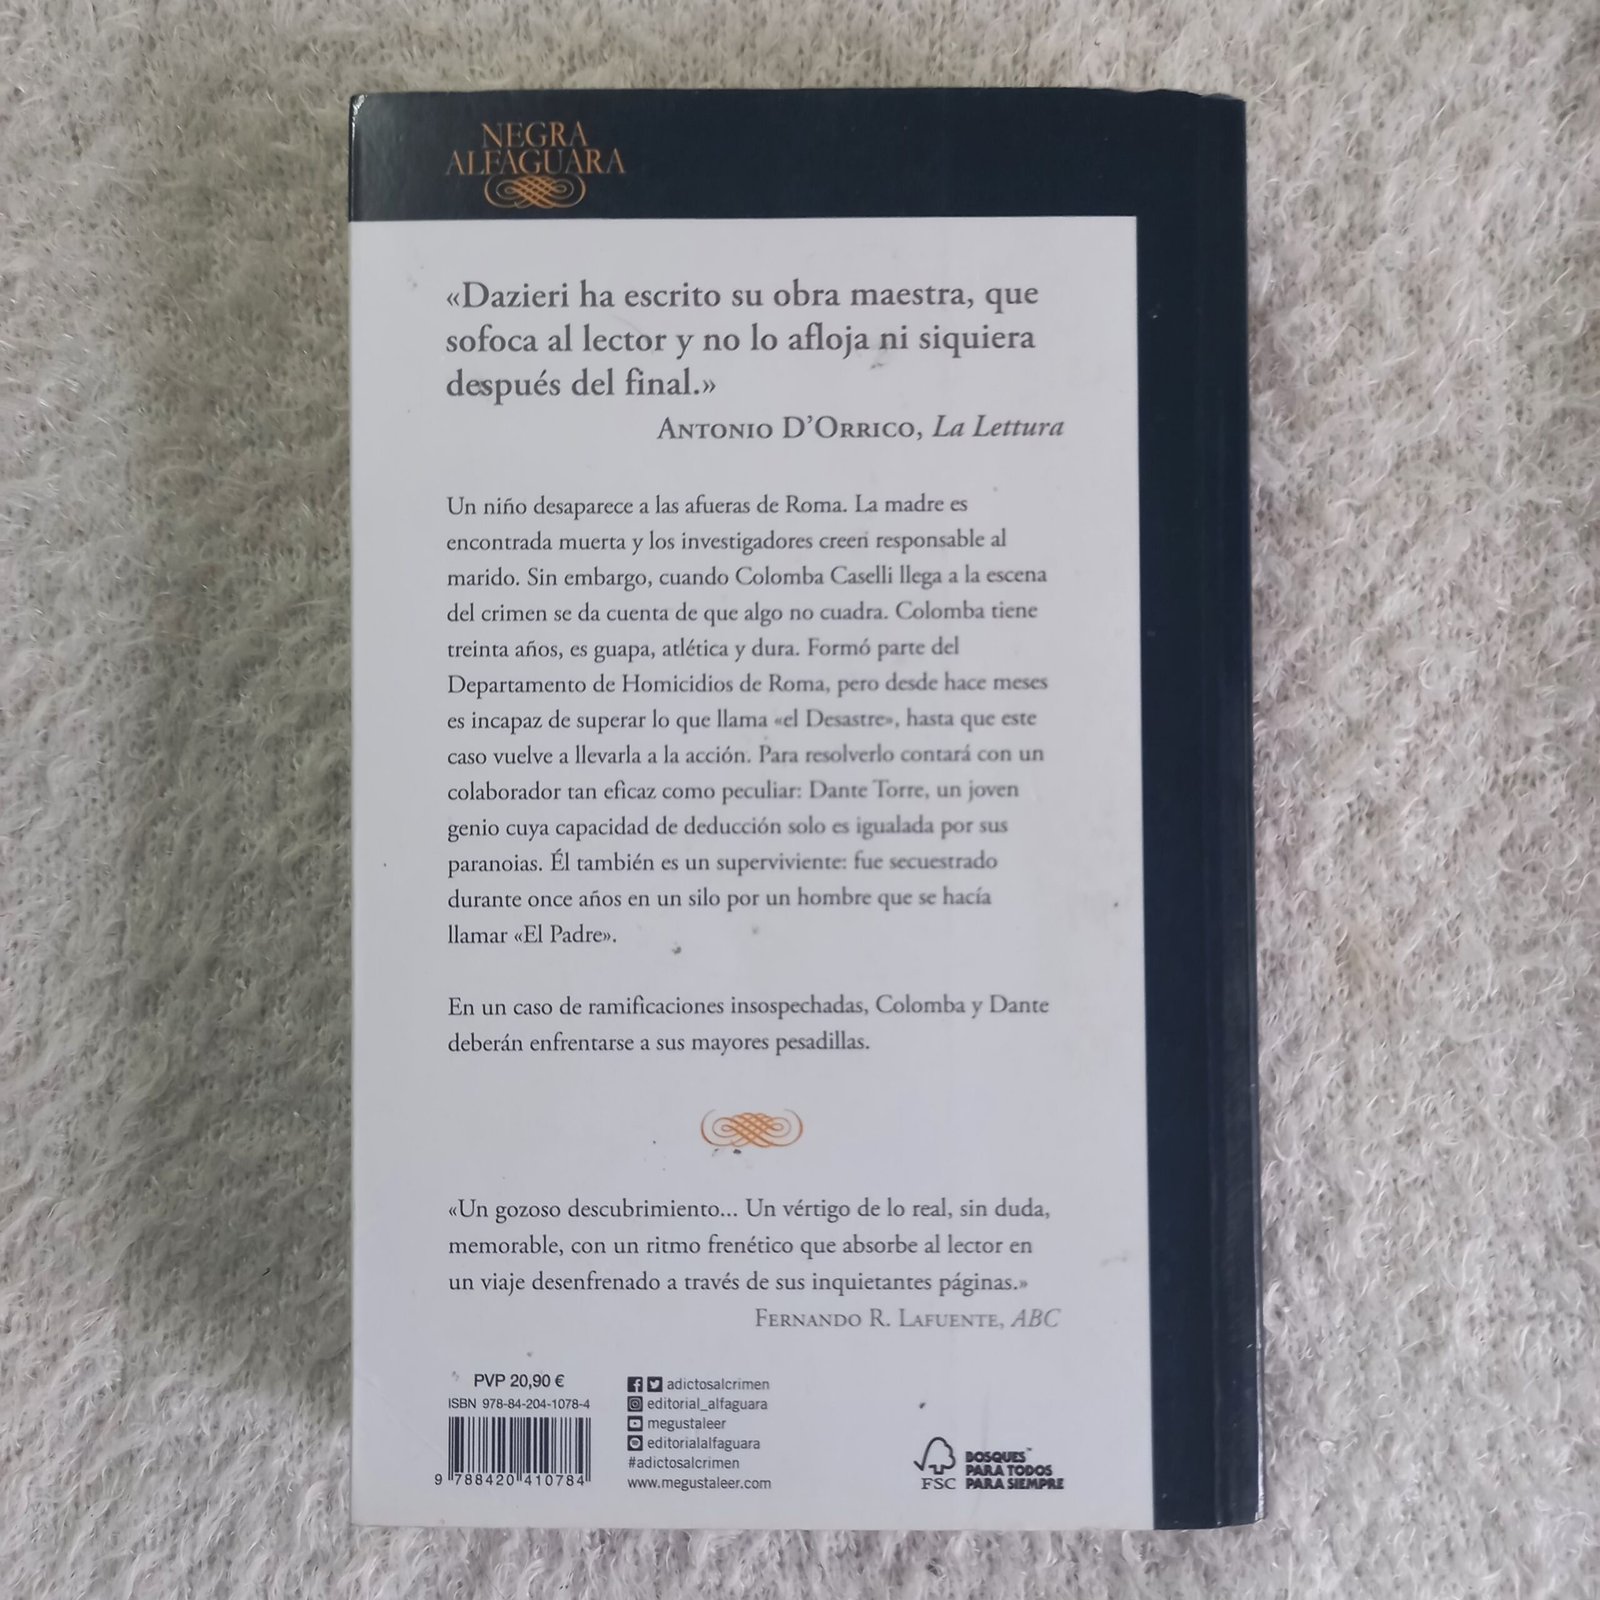 NEGRA
ALFAGUARA
«Dazieri ha escrito su obra maestra, que
sofoca al lector y no lo afloja ni siquiera
después del final.»
ANTONIO D'ORRICO, La Lettura
Un niño desaparece a las afueras de Roma. La madre es
encontrada muerta y los investigadores creen responsable al
marido. Sin embargo, cuando Colomba Caselli llega a la escena
del crimen se da cuenta de que algo no cuadra. Colomba tiene
treinta años, es guapa, atlética y dura. Formó parte del
Departamento de Homicidios de Roma, pero desde hace meses
es incapaz de superar lo que llama «el Desastre», hasta que este
caso vuelve a llevarla a la acción. Para resolverlo contará con un
colaborador tan eficaz como peculiar: Dante Torre, un joven
genio cuya capacidad de deducción solo es igualada por sus
paranoias. Él también es un superviviente: fue secuestrado
durante once años en un silo por un hombre que se hacía
llamar «El Padre».
En un caso de ramificaciones insospechadas, Colomba y Dante
deberán enfrentarse a sus mayores pesadillas.
«Un gozoso descubrimiento... Un vértigo de lo real, sin duda,
memorable, con un ritmo frenético que absorbe al lector en
un viaje desenfrenado a través de sus inquietantes páginas.»
FERNANDO R. LAFUENTE, ABC
PVP 20,90 €
ISBN 978-84-204-1078-4
9 788420 410784
adictosalcrimen
editorial_alfaguara
megustaleer
editorialalfaguara
#adictosalcrimen
www.megustaleer.com
FSC
BOSQUES™
PARA TODOS
PARA SIEMPRE